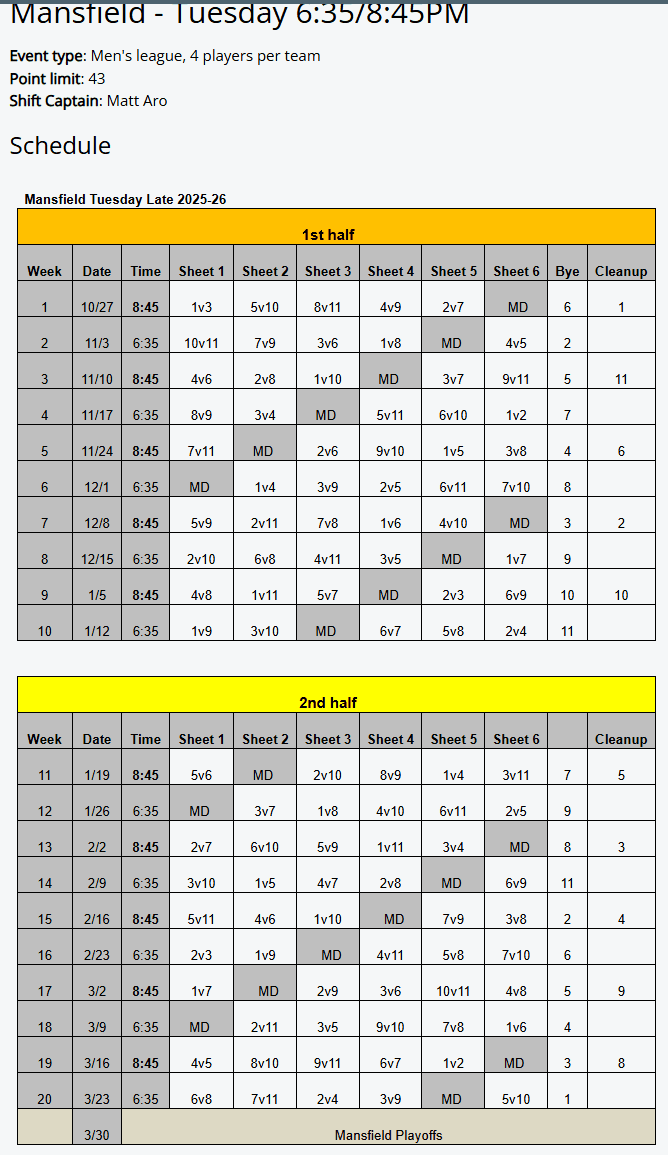 Mansfield - Tuesday 6:35/8:45PM
Event type: Men's league, 4 players per team
Point limit: 43
Shift Captain: Matt Aro
Schedule
Mansfield Tuesday Late 2025-26
1st half
Week Date Time Sheet 1 Sheet 2 Sheet 3 Sheet 4 Sheet 5 Sheet 6 Bye Cleanup
1 10/27 8:45 1v3 5v10 8v11 4v9 2v7 MD 6 1
2 11/3 6:35 10v11 7v9 3v6 1v8 MD 4v5 2
3 11/10 8:45 4v6 2v8 1v10 MD 3v7 9v11 5 11
4 11/17 6:35 8v9 3v4 MD 5v11 6v10 1v2 7
5 11/24 8:45 7v11 MD 2v6 9v10 1v5 3v8 4 6
6 12/1 6:35 MD 1v4 3v9 2v5 6v11 7v10 8
7 12/8 8:45 5v9 2v11 7v8 1v6 4v10 MD 3 2
8 12/15 6:35 2v10 6v8 4v11 3v5 MD 1v7 9
9 1/5 8:45 4v8 1v11 5v7 MD 2v3 6v9 10 10
10 1/12 6:35 1v9 3v10 MD 6v7 5v8 2v4 11
2nd half
Week Date Time Sheet 1 Sheet 2 Sheet 3 Sheet 4 Sheet 5 Sheet 6 Cleanup
11 1/19 8:45 5v6 MD 2v10 8v9 1v4 3v11 7 5
12 1/26 6:35 MD 3v7 1v8 4v10 6v11 2v5 9
13 2/2 8:45 2v7 6v10 5v9 1v11 3v4 MD 8 3
14 2/9 6:35 3v10 1v5 4v7 2v8 MD 6v9 11
15 2/16 8:45 5v11 4v6 1v10 MD 7v9 3v8 2 4
16 2/23 6:35 2v3 1v9 MD 4v11 5v8 7v10 6
17 3/2 8:45 1v7 MD 2v9 3v6 10v11 4v8 5 9
18 3/9 6:35 MD 2v11 3v5 9v10 7v8 1v6 4
19 3/16 8:45 4v5 8v10 9v11 6v7 1v2 MD 3 8
20 3/23 6:35 6v8 7v11 2v4 3v9 MD 5v10 1
3/30 Mansfield Playoffs